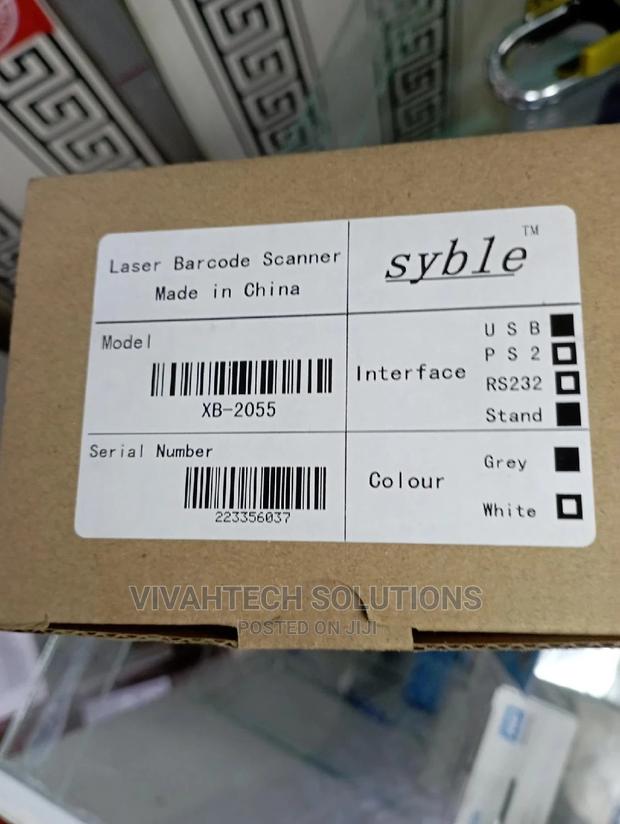 Laser Barcode Scanner
Made in China
syble™
Model
XB-2055
Interface
U S B
P S 2
RS232
Stand
Serial Number
223356037
Colour
Grey
White
VIVAHTECH SOLUTIONS
POSTED ON JIJI